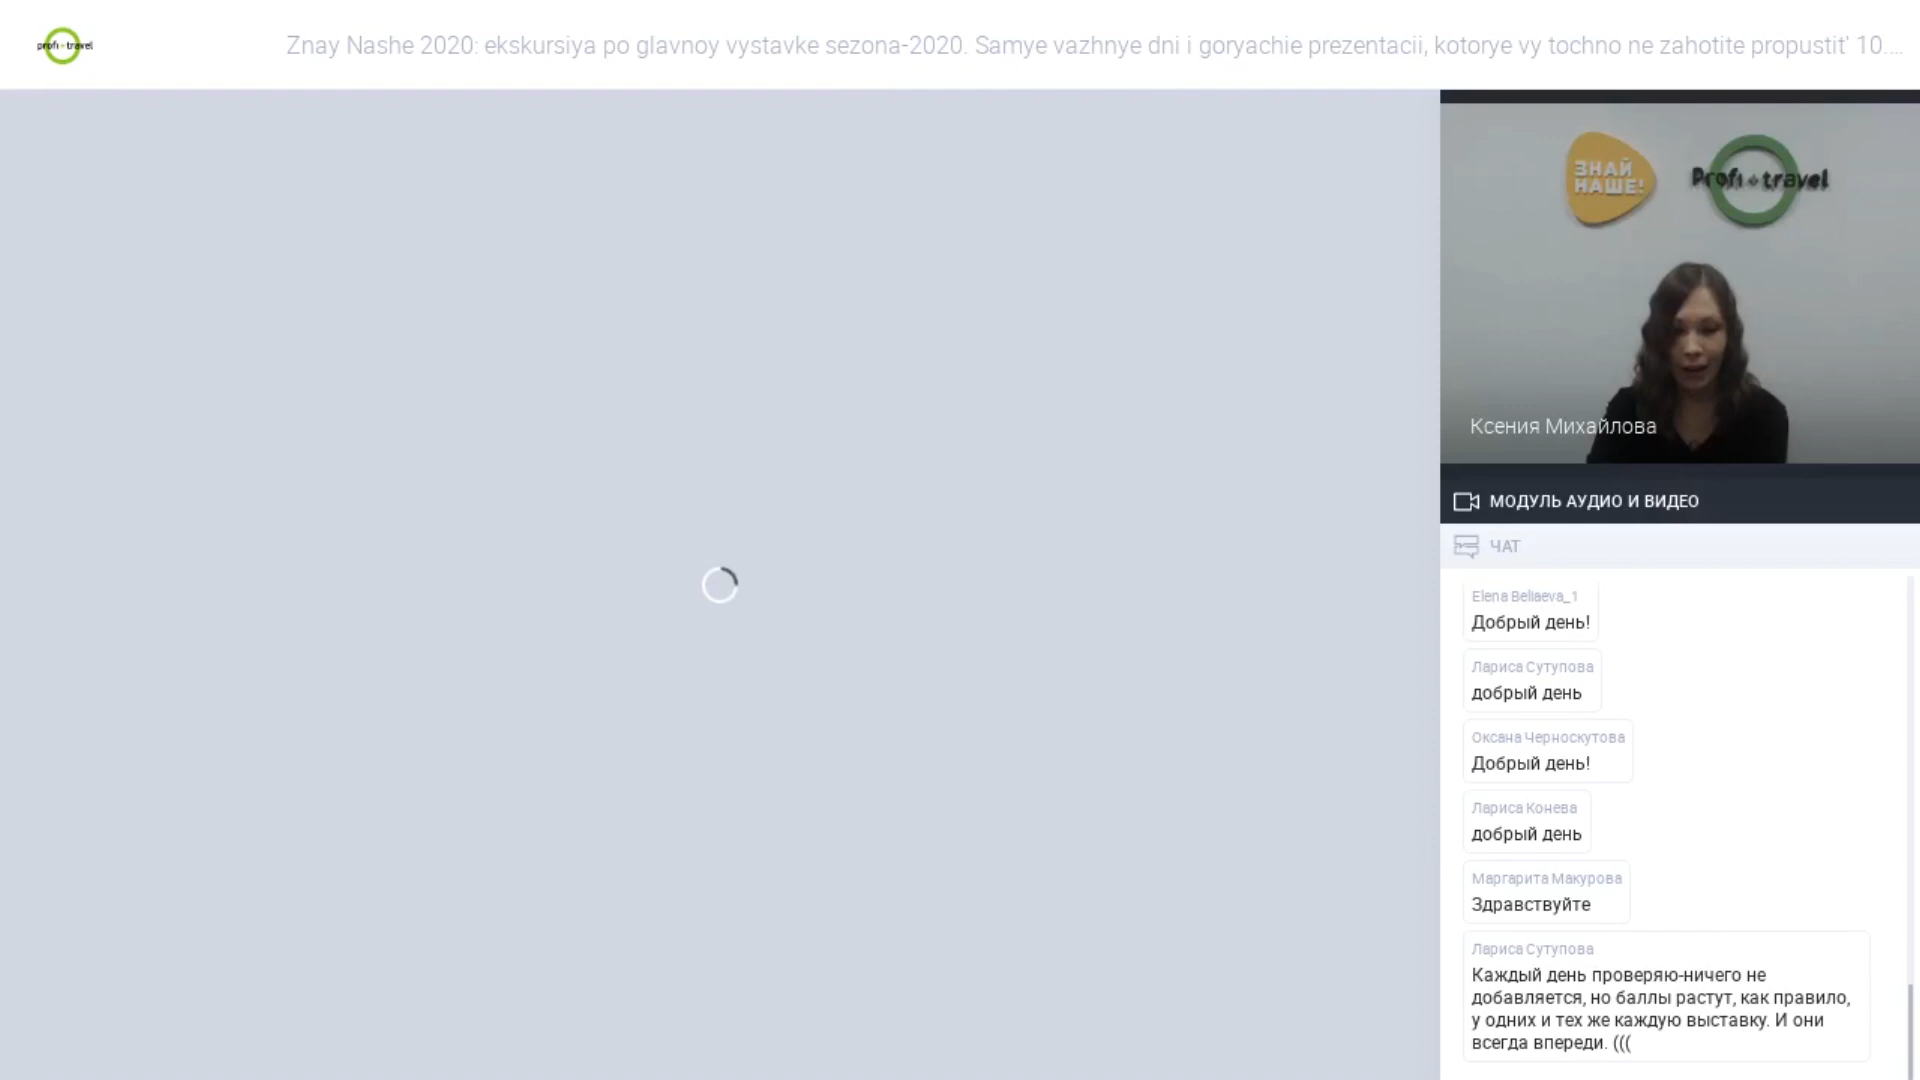 profi travel
Znay Nashe 2020: ekskursiya po glavnoy vystavke sezona-2020. Samye vazhnye dni i goryachie prezentacii, kotorye vy tochno ne zahotite propustit' 10....
ЗНАЙ
НАШЕ!
Profi travel
Ксения Михайлова
МОДУЛЬ АУДИО И ВИДЕО
ЧАТ
Elena Beliaeva_1
Добрый день!
Лариса Сутупова
добрый день
Оксана Черноскутова
Добрый день!
Лариса Конева
добрый день
Маргарита Макурова
Здравствуйте
Лариса Сутупова
Каждый день проверяю-ничего не
добавляется, но баллы растут, как правило,
у одних и тех же каждую выставку. И они
всегда впереди. (((